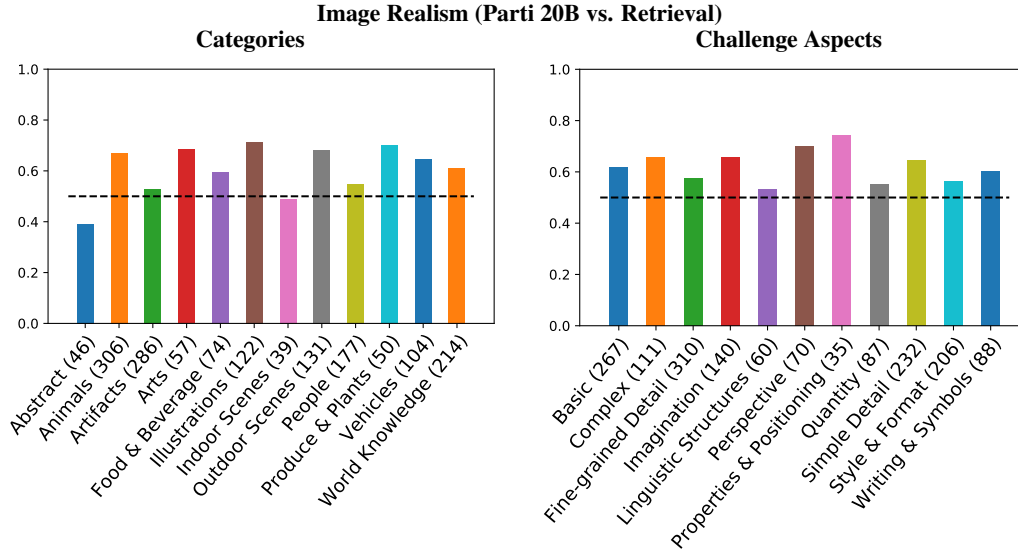 Image Realism (Parti 20B vs. Retrieval)
Categories
1.0
0.8
0.6
0.4
0.2
0.0
Abstract (46)
Animals (306)
Artifacts (286)
Arts (57)
Food & Beverage (74)
Illustrations (122)
Indoor Scenes (39)
Outdoor Scenes (131)
People (177)
Produce & Plants (50)
Vehicles (104)
World Knowledge (214)
Challenge Aspects
1.0
0.8
0.6
0.4
0.2
0.0
Basic (267)
Complex (111)
Fine-grained Detail (310)
Imagination (140)
Linguistic Structures (60)
Perspective (70)
Properties & Positioning (35)
Quantity (87)
Simple Detail (232)
Style & Format (206)
Writing & Symbols (88)